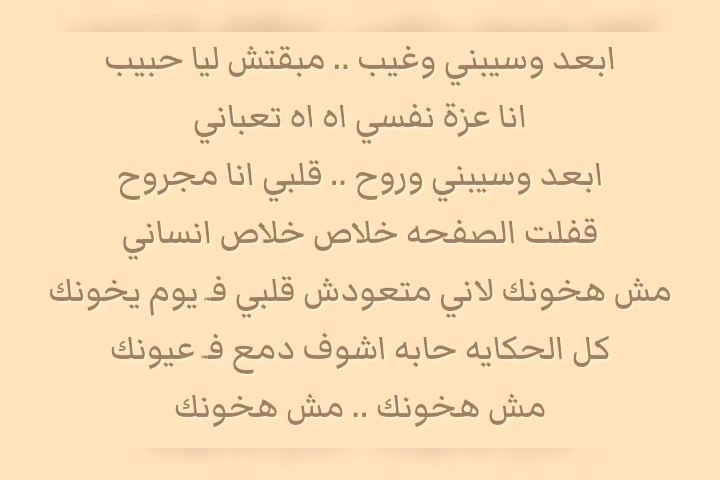 ابعد وسيبني وغيب .. مبقتش ليا حبيب
انا عزة نفسي اه اه تعباني
ابعد وسيبني وروح .. قلبي انا مجروح
قفلت الصفحه خلاص خلاص انساني
مش هخونك لاني متعودش قلبي فـ يوم يخونك
كل الحكايه حابه اشوف دمع فـ عيونك
مش هخونك .. مش هخونك